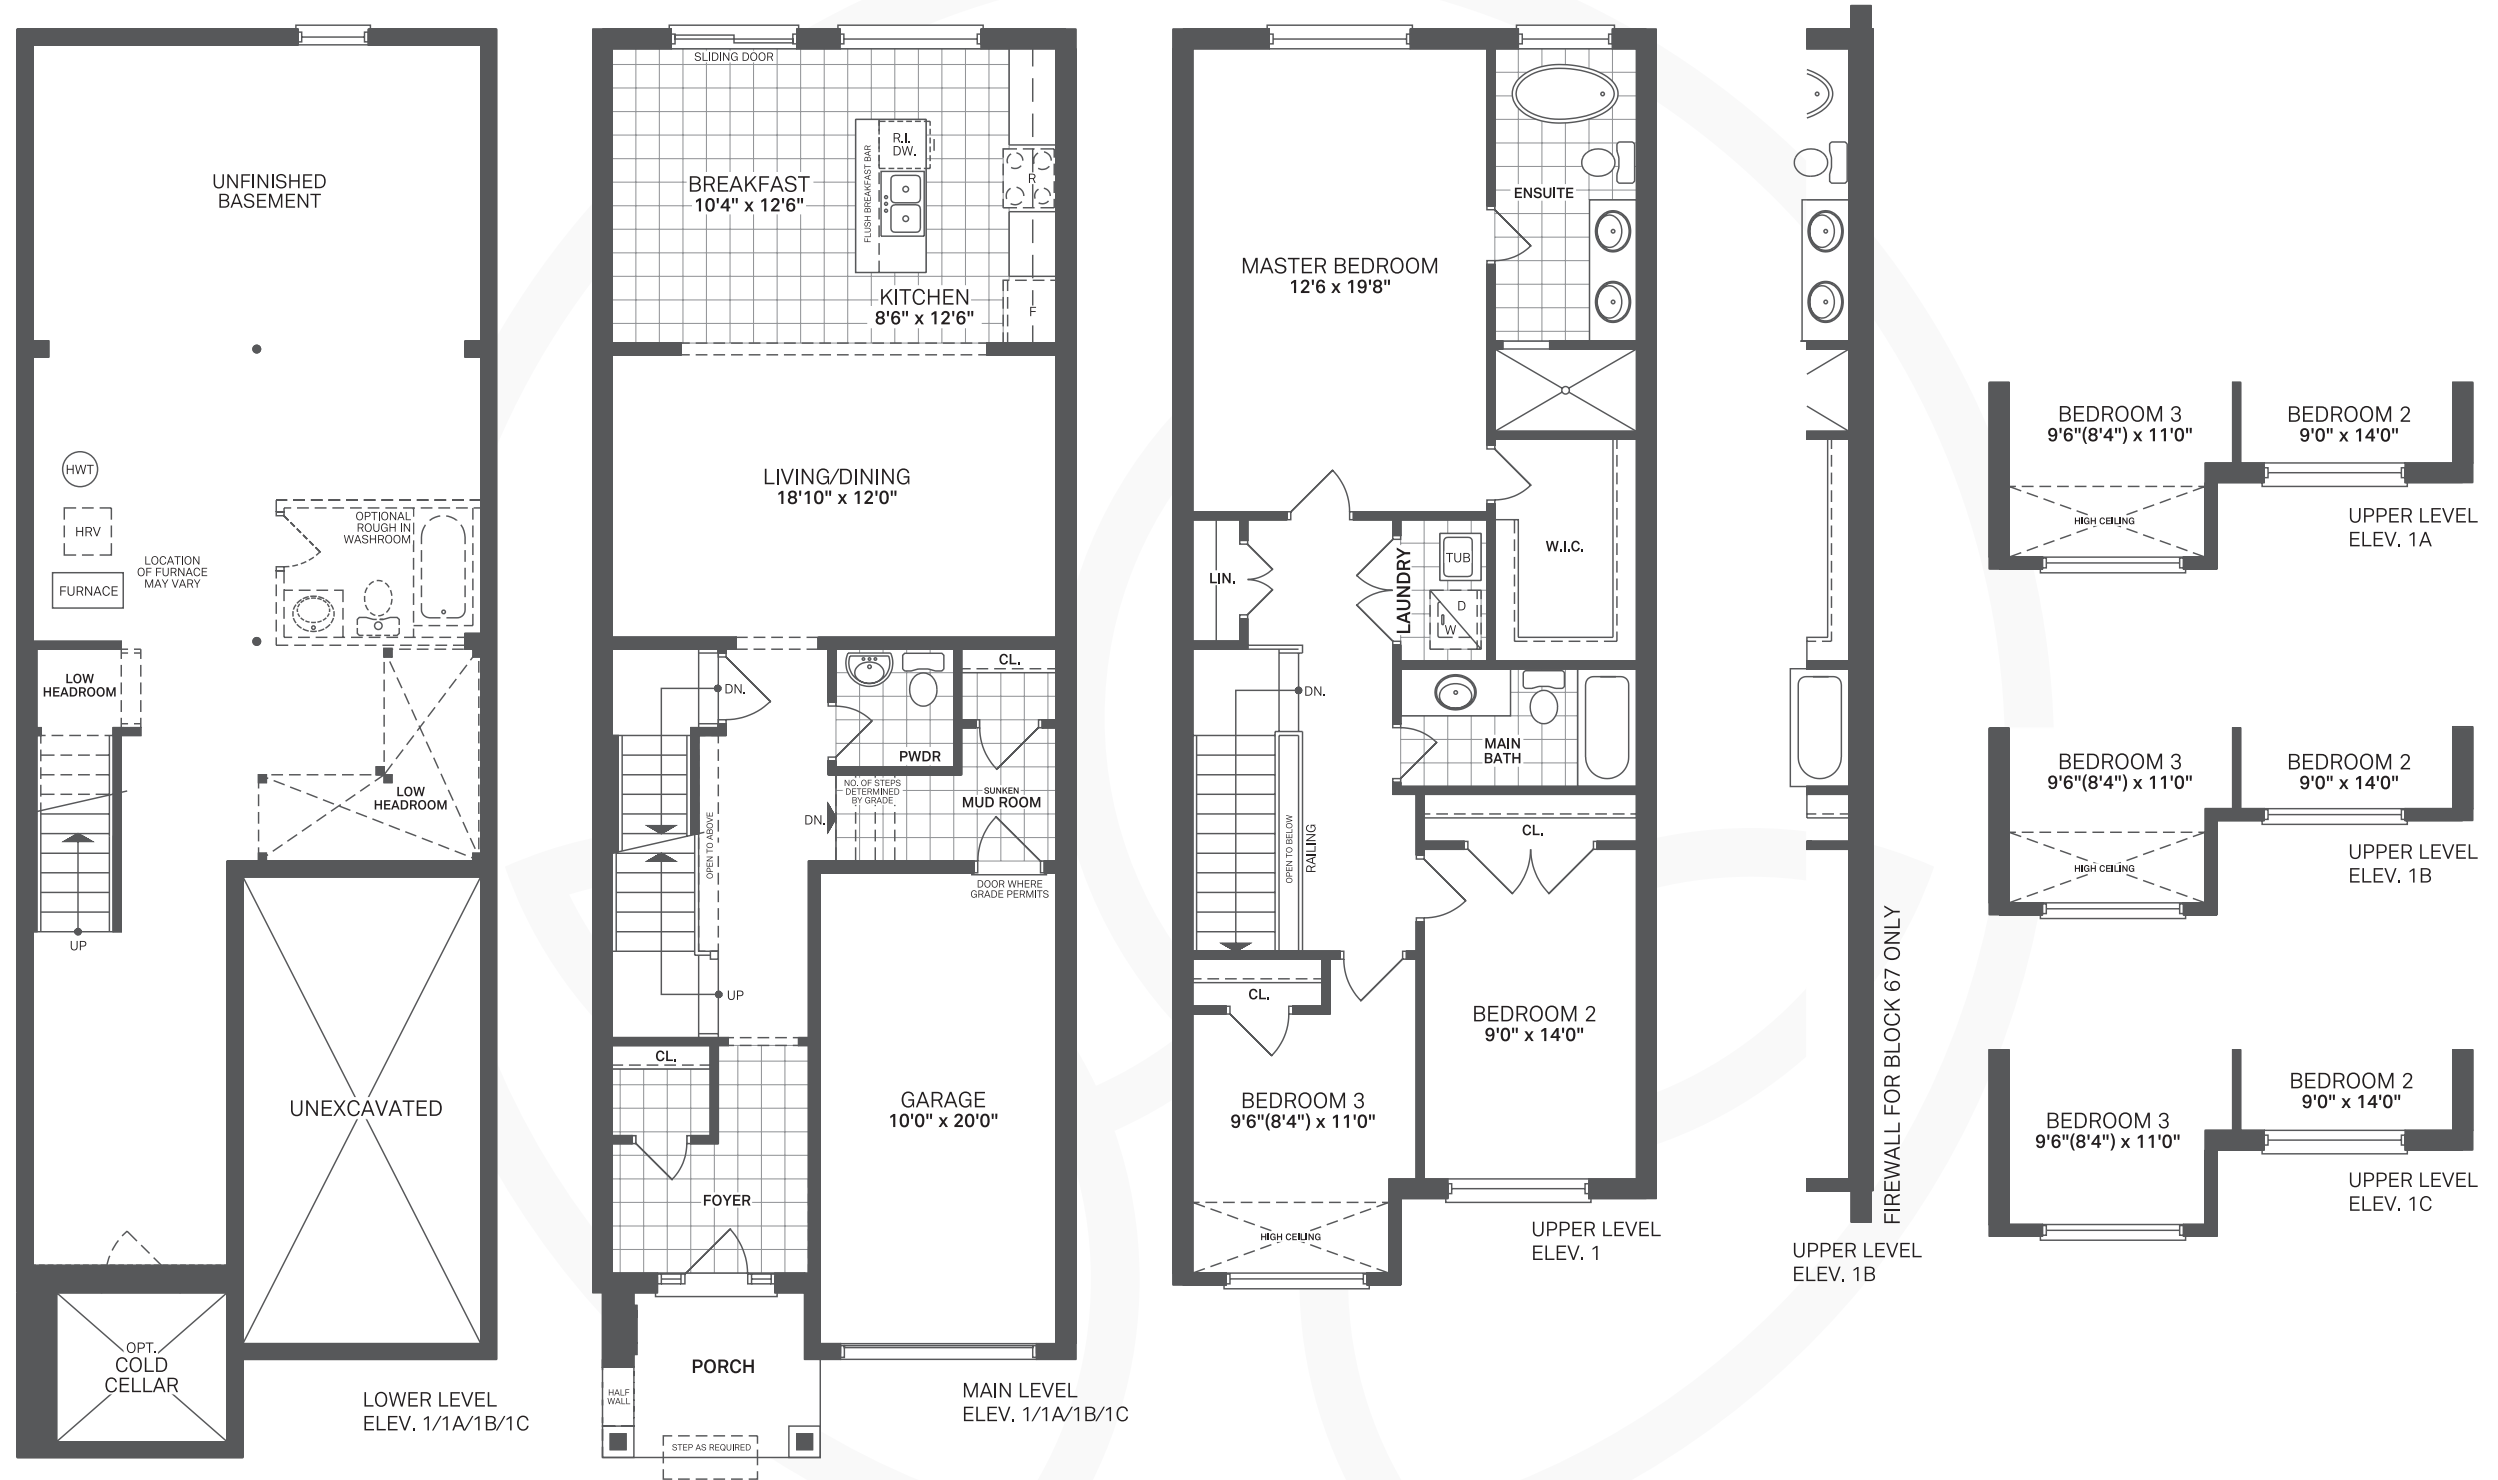 UNFINISHED
BASEMENT
HWT
HRV
FURNACE
LOCATION
OF FURNACE
MAY VARY
OPTIONAL
ROUGH IN
WASHROOM
LOW
HEADROOM
LOW
HEADROOM
UP
UNEXCAVATED
OPT.
COLD
CELLAR
LOWER LEVEL
ELEV. 1/1A/1B/1C
SLIDING DOOR
BREAKFAST
10'4" x 12'6"
FLUSH BREAKFAST BAR
R.I.
DW.
R
KITCHEN
8'6" x 12'6"
F
LIVING/DINING
18'10" x 12'0"
DN.
PWDR
CL.
NO. OF STEPS
DETERMINED
BY GRADE
DN.
SUNKEN
MUD ROOM
OPEN TO ABOVE
DOOR WHERE
GRADE PERMITS
UP
CL.
FOYER
GARAGE
10'0" x 20'0"
PORCH
HALF
WALL
STEP AS REQUIRED
MAIN LEVEL
ELEV. 1/1A/1B/1C
MASTER BEDROOM
12'6 x 19'8"
ENSUITE
W.I.C.
LIN.
LAUNDRY
TUB
D
W
DN.
MAIN
BATH
OPEN TO BELOW
RAILING
CL.
CL.
BEDROOM 2
9'0" x 14'0"
BEDROOM 3
9'6"(8'4") x 11'0"
HIGH CEILING
UPPER LEVEL
ELEV. 1
FIREWALL FOR BLOCK 67 ONLY
UPPER LEVEL
ELEV. 1B
BEDROOM 3
9'6"(8'4") x 11'0"
BEDROOM 2
9'0" x 14'0"
HIGH CEILING
UPPER LEVEL
ELEV. 1A
BEDROOM 3
9'6"(8'4") x 11'0"
BEDROOM 2
9'0" x 14'0"
HIGH CEILING
UPPER LEVEL
ELEV. 1B
BEDROOM 2
9'0" x 14'0"
BEDROOM 3
9'6"(8'4") x 11'0"
UPPER LEVEL
ELEV. 1C